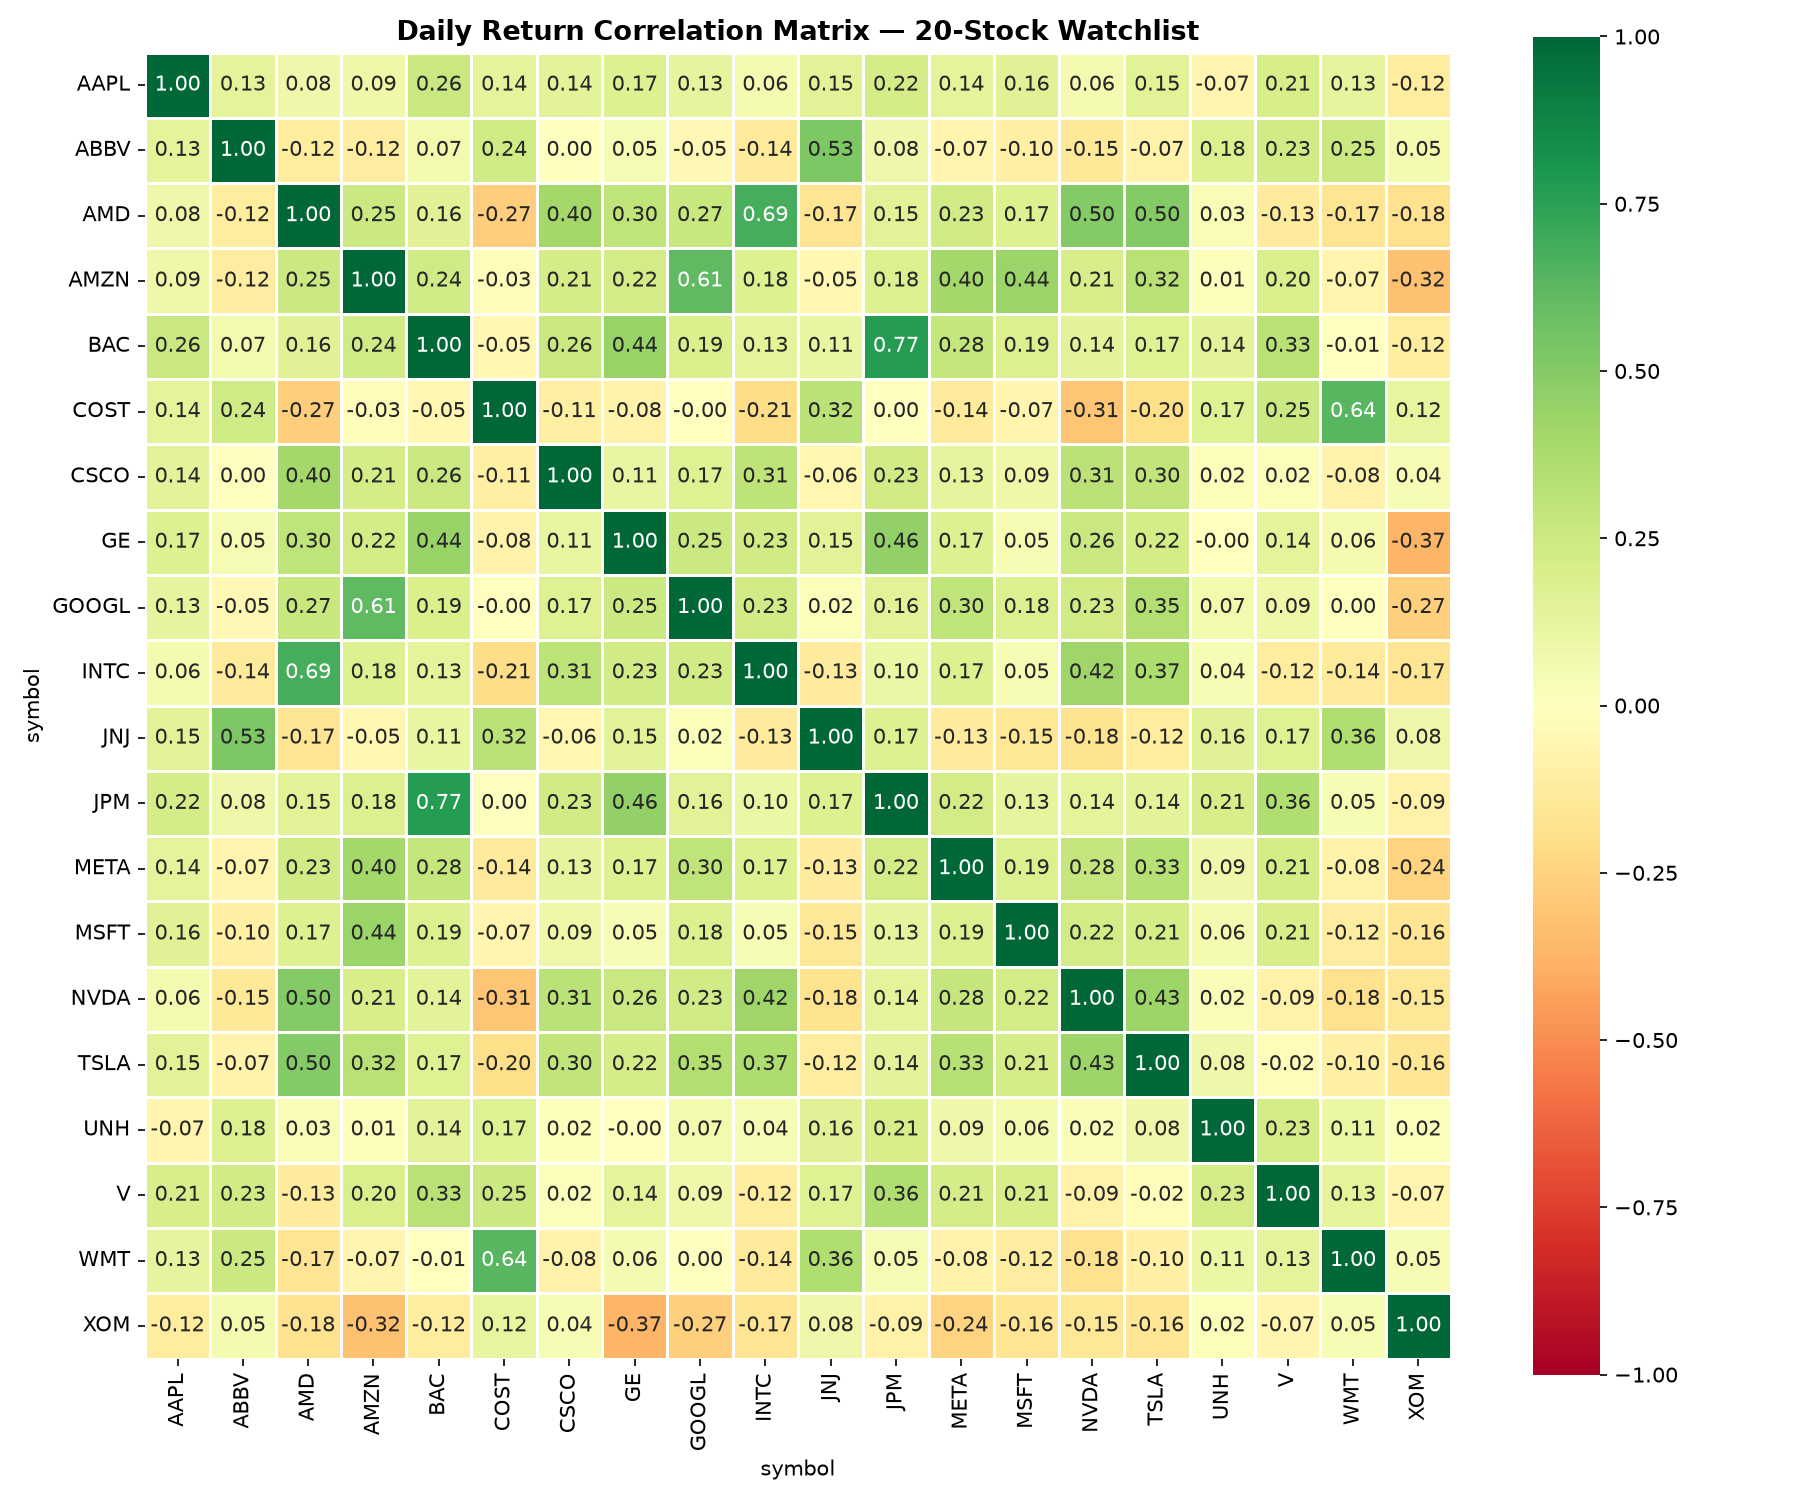 Daily Return Correlation Matrix — 20-Stock Watchlist
AAPL 1.00 0.13 0.08 0.09 0.26 0.14 0.14 0.17 0.13 0.06 0.15 0.22 0.14 0.16 0.06 0.15 -0.07 0.21 0.13 -0.12
ABBV 0.13 1.00 -0.12 -0.12 0.07 0.24 0.00 0.05 -0.05 -0.14 0.53 0.08 -0.07 -0.10 -0.15 -0.07 0.18 0.23 0.25 0.05
AMD 0.08 -0.12 1.00 0.25 0.16 -0.27 0.40 0.30 0.27 0.69 -0.17 0.15 0.23 0.17 0.50 0.50 0.03 -0.13 -0.17 -0.18
AMZN 0.09 -0.12 0.25 1.00 0.24 -0.03 0.21 0.22 0.61 0.18 -0.05 0.18 0.40 0.44 0.21 0.32 0.01 0.20 -0.07 -0.32
BAC 0.26 0.07 0.16 0.24 1.00 -0.05 0.26 0.44 0.19 0.13 0.11 0.77 0.28 0.19 0.14 0.17 0.14 0.33 -0.01 -0.12
COST 0.14 0.24 -0.27 -0.03 -0.05 1.00 -0.11 -0.08 -0.00 -0.21 0.32 0.00 -0.14 -0.07 -0.31 -0.20 0.17 0.25 0.64 0.12
CSCO 0.14 0.00 0.40 0.21 0.26 -0.11 1.00 0.11 0.17 0.31 -0.06 0.23 0.13 0.09 0.31 0.30 0.02 0.02 -0.08 0.04
GE 0.17 0.05 0.30 0.22 0.44 -0.08 0.11 1.00 0.25 0.23 0.15 0.46 0.17 0.05 0.26 0.22 -0.00 0.14 0.06 -0.37
GOOGL 0.13 -0.05 0.27 0.61 0.19 -0.00 0.17 0.25 1.00 0.23 0.02 0.16 0.30 0.18 0.23 0.35 0.07 0.09 0.00 -0.27
INTC 0.06 -0.14 0.69 0.18 0.13 -0.21 0.31 0.23 0.23 1.00 -0.13 0.10 0.17 0.05 0.42 0.37 0.04 -0.12 -0.14 -0.17
JNJ 0.15 0.53 -0.17 -0.05 0.11 0.32 -0.06 0.15 0.02 -0.13 1.00 0.17 -0.13 -0.15 -0.18 -0.12 0.16 0.17 0.36 0.08
JPM 0.22 0.08 0.15 0.18 0.77 0.00 0.23 0.46 0.16 0.10 0.17 1.00 0.22 0.13 0.14 0.14 0.21 0.36 0.05 -0.09
META 0.14 -0.07 0.23 0.40 0.28 -0.14 0.13 0.17 0.30 0.17 -0.13 0.22 1.00 0.19 0.28 0.33 0.09 0.21 -0.08 -0.24
MSFT 0.16 -0.10 0.17 0.44 0.19 -0.07 0.09 0.05 0.18 0.05 -0.15 0.13 0.19 1.00 0.22 0.21 0.06 0.21 -0.12 -0.16
NVDA 0.06 -0.15 0.50 0.21 0.14 -0.31 0.31 0.26 0.23 0.42 -0.18 0.14 0.28 0.22 1.00 0.43 0.02 -0.09 -0.18 -0.15
TSLA 0.15 -0.07 0.50 0.32 0.17 -0.20 0.30 0.22 0.35 0.37 -0.12 0.14 0.33 0.21 0.43 1.00 0.08 -0.02 -0.10 -0.16
UNH -0.07 0.18 0.03 0.01 0.14 0.17 0.02 -0.00 0.07 0.04 0.16 0.21 0.09 0.06 0.02 0.08 1.00 0.23 0.11 0.02
V 0.21 0.23 -0.13 0.20 0.33 0.25 0.02 0.14 0.09 -0.12 0.17 0.36 0.21 0.21 -0.09 -0.02 0.23 1.00 0.13 -0.07
WMT 0.13 0.25 -0.17 -0.07 -0.01 0.64 -0.08 0.06 0.00 -0.14 0.36 0.05 -0.08 -0.12 -0.18 -0.10 0.11 0.13 1.00 0.05
XOM -0.12 0.05 -0.18 -0.32 -0.12 0.12 0.04 -0.37 -0.27 -0.17 0.08 -0.09 -0.24 -0.16 -0.15 -0.16 0.02 -0.07 0.05 1.00
AAPL ABBV AMD AMZN BAC COST CSCO GE GOOGL INTC JNJ JPM META MSFT NVDA TSLA UNH V WMT XOM
symbol
symbol
1.00
0.75
0.50
0.25
0.00
−0.25
−0.50
−0.75
−1.00